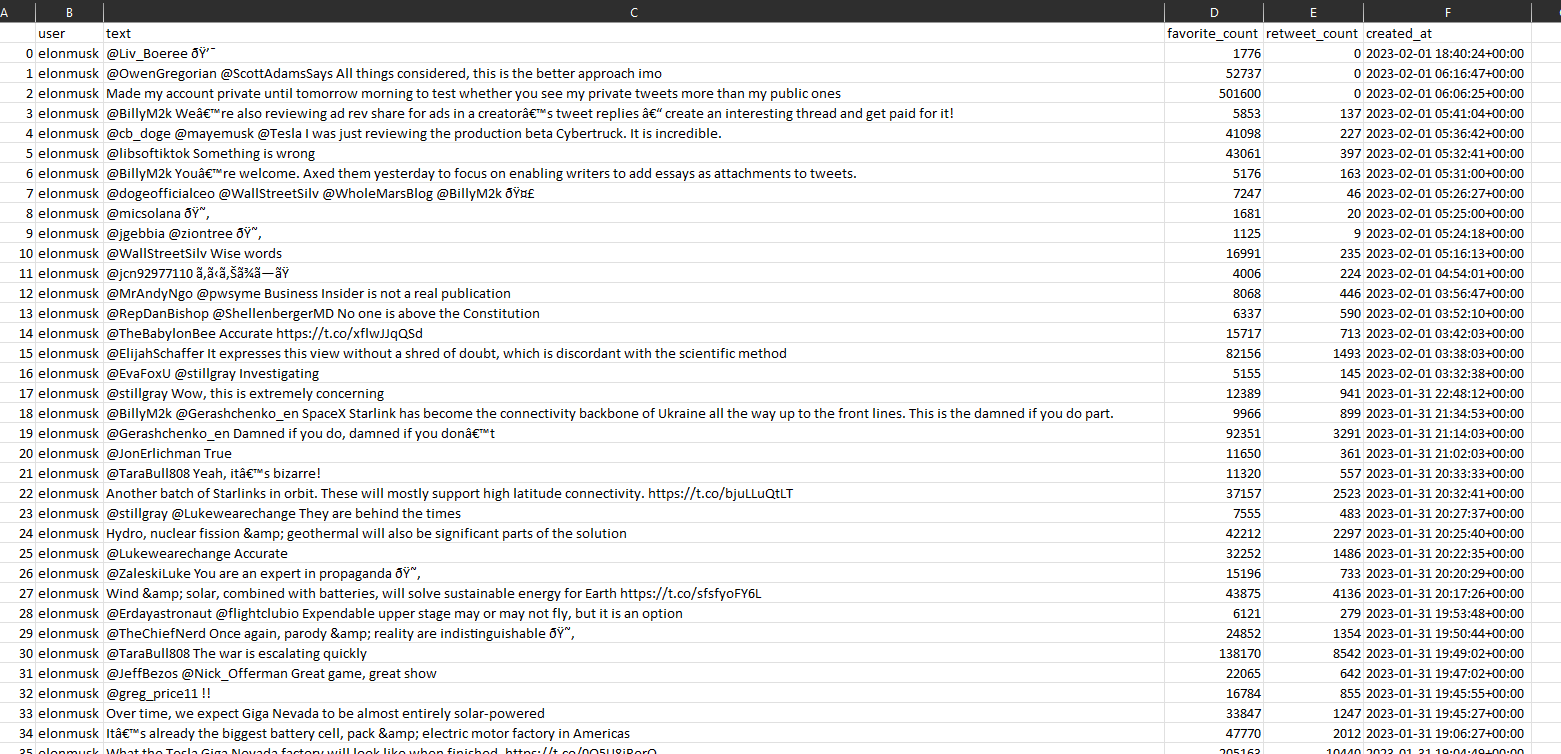 A B C D E F
user text favorite_count retweet_count created_at
0 elonmusk @Liv_Boeree ðŸ’¯ 1776 0 2023-02-01 18:40:24+00:00
1 elonmusk @OwenGregorian @ScottAdamsSays All things considered, this is the better approach imo 52737 0 2023-02-01 06:16:47+00:00
2 elonmusk Made my account private until tomorrow morning to test whether you see my private tweets more than my public ones 501600 0 2023-02-01 06:06:25+00:00
3 elonmusk @BillyM2k Weâ€™re also reviewing ad rev share for ads in a creatorâ€™s tweet replies â€“ create an interesting thread and get paid for it! 5853 137 2023-02-01 05:41:04+00:00
4 elonmusk @cb_doge @mayemusk @Tesla I was just reviewing the production beta Cybertruck. It is incredible. 41098 227 2023-02-01 05:36:42+00:00
5 elonmusk @libsoftiktok Something is wrong 43061 397 2023-02-01 05:32:41+00:00
6 elonmusk @BillyM2k Youâ€™re welcome. Axed them yesterday to focus on enabling writers to add essays as attachments to tweets. 5176 163 2023-02-01 05:31:00+00:00
7 elonmusk @dogeofficialceo @WallStreetSilv @WholeMarsBlog @BillyM2k ðŸ¤£ 7247 46 2023-02-01 05:26:27+00:00
8 elonmusk @micsolana ðŸ˜‚ 1681 20 2023-02-01 05:25:00+00:00
9 elonmusk @jgebbia @ziontree ðŸ˜‚ 1125 9 2023-02-01 05:24:18+00:00
10 elonmusk @WallStreetSilv Wise words 16991 235 2023-02-01 05:16:13+00:00
11 elonmusk @jcn92977110 ã‚ã‹ã‚Šã¾ã—ãŸ 4006 224 2023-02-01 04:54:01+00:00
12 elonmusk @MrAndyNgo @pwsyme Business Insider is not a real publication 8068 446 2023-02-01 03:56:47+00:00
13 elonmusk @RepDanBishop @ShellenbergerMD No one is above the Constitution 6337 590 2023-02-01 03:52:10+00:00
14 elonmusk @TheBabylonBee Accurate https://t.co/xflwJJqQSd 15717 713 2023-02-01 03:42:03+00:00
15 elonmusk @ElijahSchaffer It expresses this view without a shred of doubt, which is discordant with the scientific method 82156 1493 2023-02-01 03:38:03+00:00
16 elonmusk @EvaFoxU @stillgray Investigating 5155 145 2023-02-01 03:32:38+00:00
17 elonmusk @stillgray Wow, this is extremely concerning 12389 941 2023-01-31 22:48:12+00:00
18 elonmusk @BillyM2k @Gerashchenko_en SpaceX Starlink has become the connectivity backbone of Ukraine all the way up to the front lines. This is the damned if you do part. 9966 899 2023-01-31 21:34:53+00:00
19 elonmusk @Gerashchenko_en Damned if you do, damned if you donâ€™t 92351 3291 2023-01-31 21:14:03+00:00
20 elonmusk @JonErlichman True 11650 361 2023-01-31 21:02:03+00:00
21 elonmusk @TaraBull808 Yeah, itâ€™s bizarre! 11320 557 2023-01-31 20:33:33+00:00
22 elonmusk Another batch of Starlinks in orbit. These will mostly support high latitude connectivity. https://t.co/bjuLLuQtLT 37157 2523 2023-01-31 20:32:41+00:00
23 elonmusk @stillgray @Lukewearechange They are behind the times 7555 483 2023-01-31 20:27:37+00:00
24 elonmusk Hydro, nuclear fission &amp; geothermal will also be significant parts of the solution 42212 2297 2023-01-31 20:25:40+00:00
25 elonmusk @Lukewearechange Accurate 32252 1486 2023-01-31 20:22:35+00:00
26 elonmusk @ZaleskiLuke You are an expert in propaganda ðŸ˜‚ 15196 733 2023-01-31 20:20:29+00:00
27 elonmusk Wind &amp; solar, combined with batteries, will solve sustainable energy for Earth https://t.co/sfsfyoFY6L 43875 4136 2023-01-31 20:17:26+00:00
28 elonmusk @Erdayastronaut @flightclubio Expendable upper stage may or may not fly, but it is an option 6121 279 2023-01-31 19:53:48+00:00
29 elonmusk @TheChiefNerd Once again, parody &amp; reality are indistinguishable ðŸ˜‚ 24852 1354 2023-01-31 19:50:44+00:00
30 elonmusk @TaraBull808 The war is escalating quickly 138170 8542 2023-01-31 19:49:02+00:00
31 elonmusk @JeffBezos @Nick_Offerman Great game, great show 22065 642 2023-01-31 19:47:02+00:00
32 elonmusk @greg_price11 !! 16784 855 2023-01-31 19:45:55+00:00
33 elonmusk Over time, we expect Giga Nevada to be almost entirely solar-powered 33847 1247 2023-01-31 19:45:27+00:00
34 elonmusk Itâ€™s already the biggest battery cell, pack &amp; electric motor factory in Americas 47770 2012 2023-01-31 19:06:27+00:00
35 elonmusk What the Tesla Giga Nevada factory will look like when finished. 205163 10440 2023-01-31 19:04:49+00:00